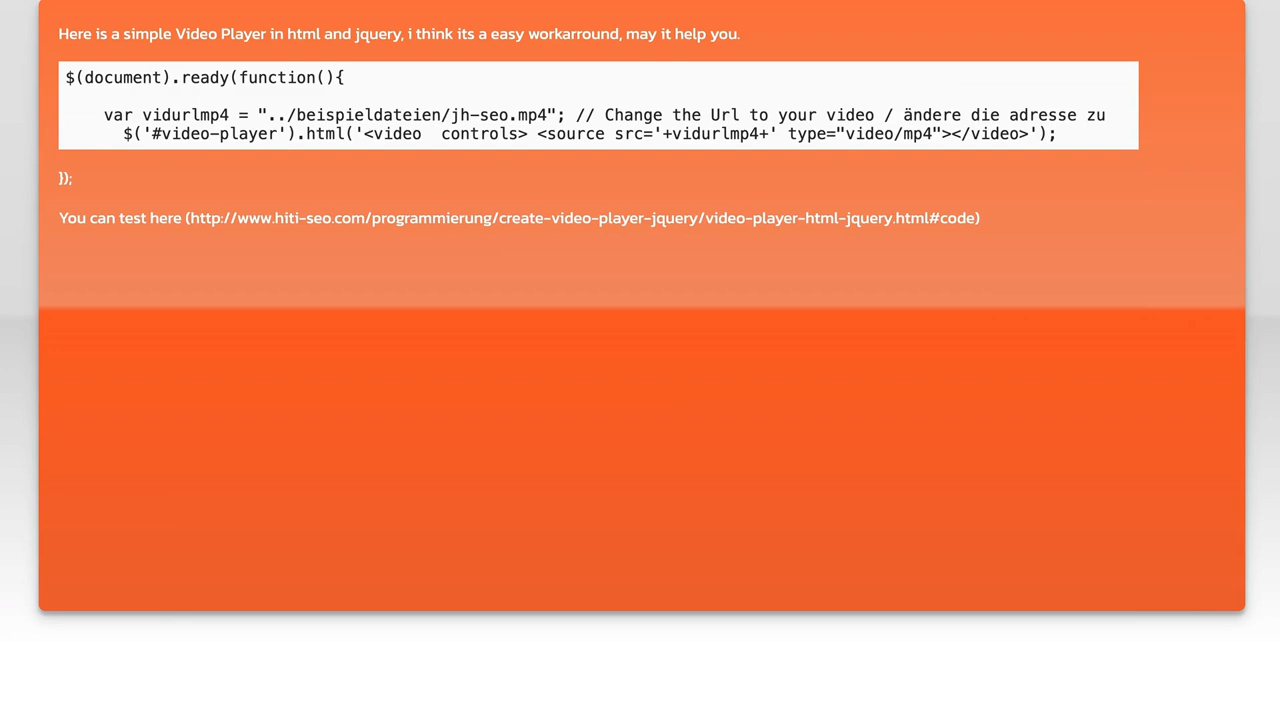 Here is a simple Video Player in html and jquery, i think its a easy workarround, may it help you.
$(document).ready(function(){
var vidurlmp4 = "../beispieldateien/jh-seo.mp4"; // Change the Url to your video / ändere die adresse zu
$('#video-player').html('<video  controls> <source src='+vidurlmp4+' type="video/mp4"></video>');
});
You can test here (http://www.hiti-seo.com/programmierung/create-video-player-jquery/video-player-html-jquery.html#code)